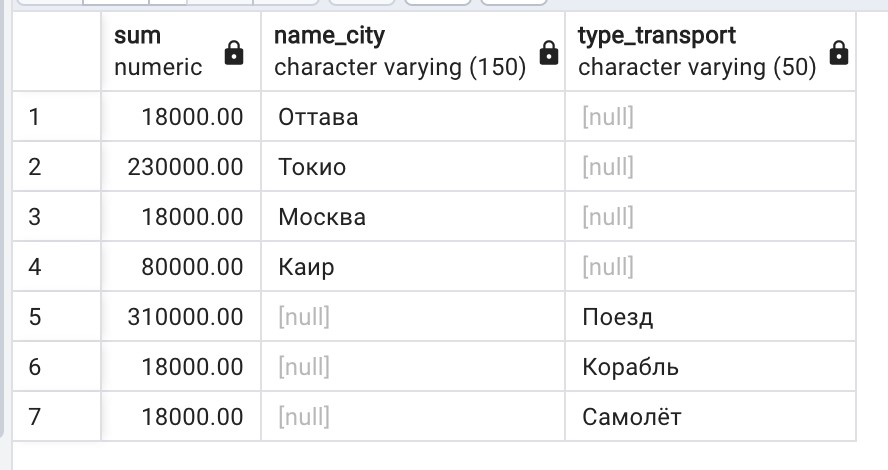 sum name_city type_transport
numeric character varying (150) character varying (50)
1 18000.00 Оттава [null]
2 230000.00 Токио [null]
3 18000.00 Москва [null]
4 80000.00 Каир [null]
5 310000.00 [null] Поезд
6 18000.00 [null] Корабль
7 18000.00 [null] Самолёт